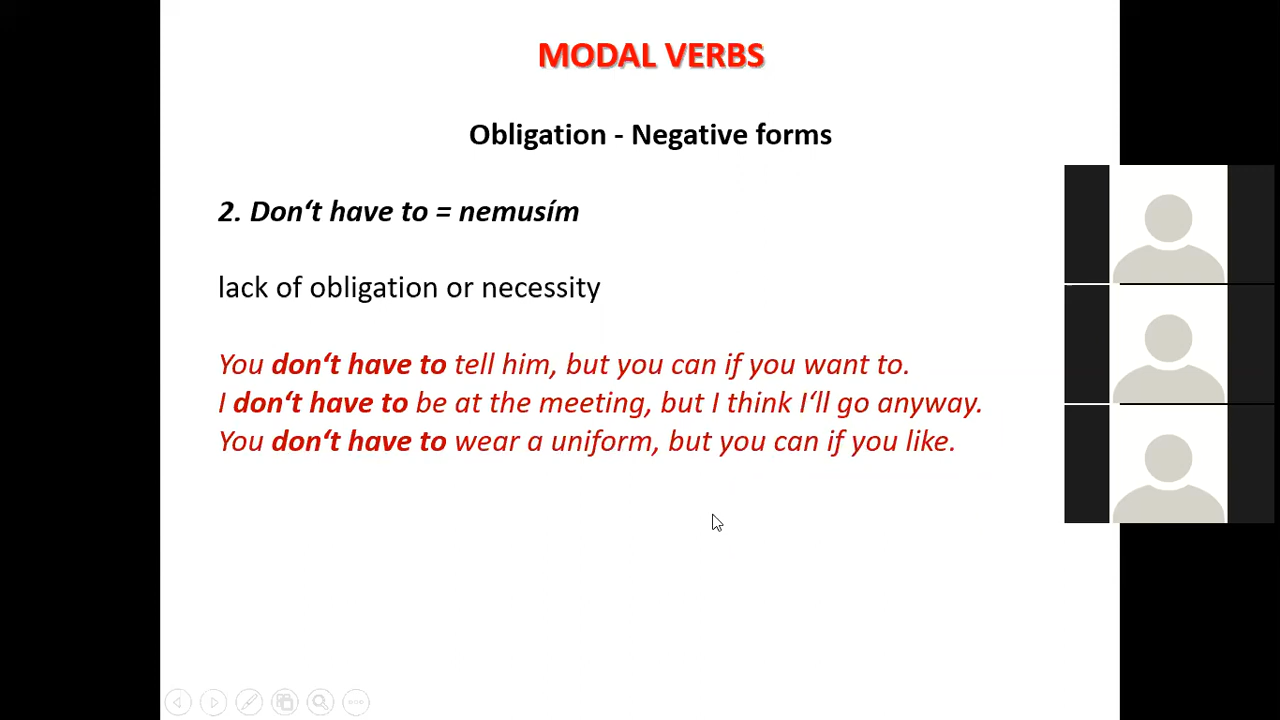 MODAL VERBS
Obligation - Negative forms
2. Don‘t have to = nemusím
lack of obligation or necessity
You don‘t have to tell him, but you can if you want to.
I don‘t have to be at the meeting, but I think I‘ll go anyway.
You don‘t have to wear a uniform, but you can if you like.